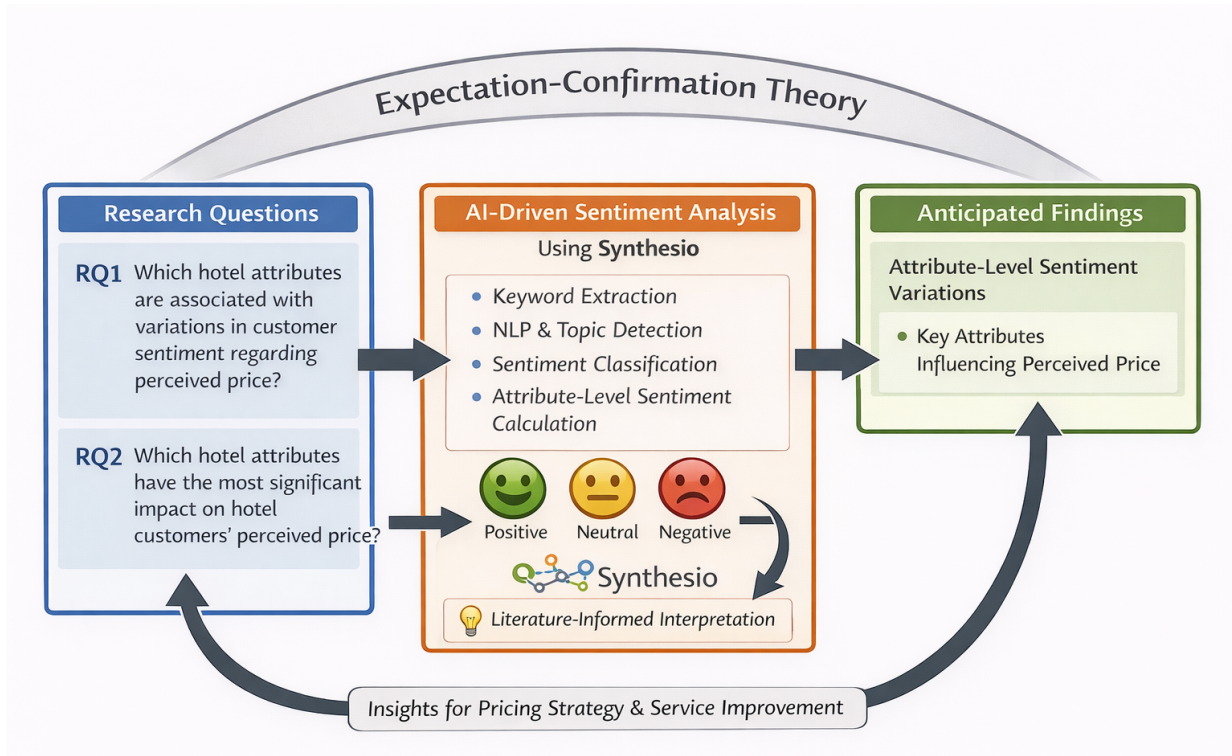 Expectation-Confirmation Theory
Research Questions
RQ1 Which hotel attributes
are associated with
variations in customer
sentiment regarding
perceived price?
RQ2 Which hotel attributes
have the most significant
impact on hotel
customers' perceived price?
AI-Driven Sentiment Analysis
Using Synthesio
• Keyword Extraction
• NLP & Topic Detection
• Sentiment Classification
• Attribute-Level Sentiment
Calculation
Positive Neutral Negative
Synthesio
Literature-Informed Interpretation
Anticipated Findings
Attribute-Level Sentiment
Variations
• Key Attributes
Influencing Perceived Price
Insights for Pricing Strategy & Service Improvement